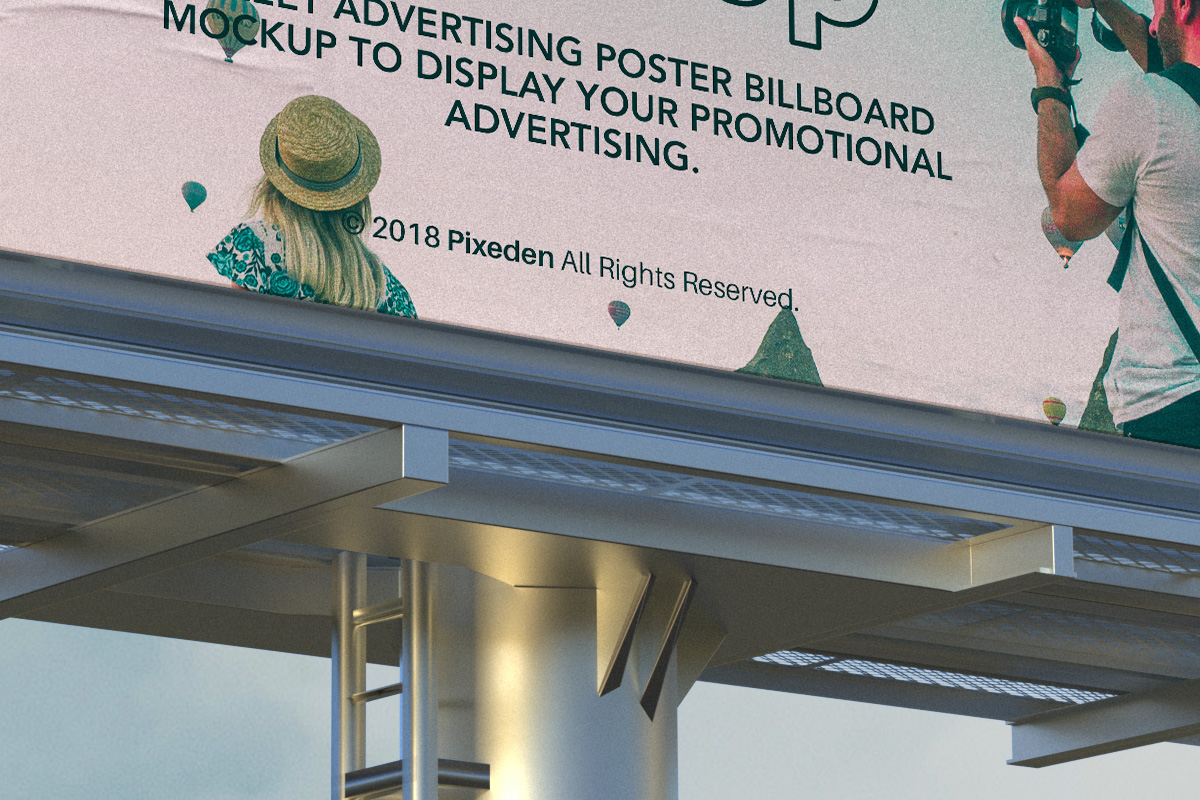 ADVERTISING POSTER BILLBOARD
MOCKUP TO DISPLAY YOUR PROMOTIONAL
ADVERTISING.
© 2018 Pixeden All Rights Reserved.